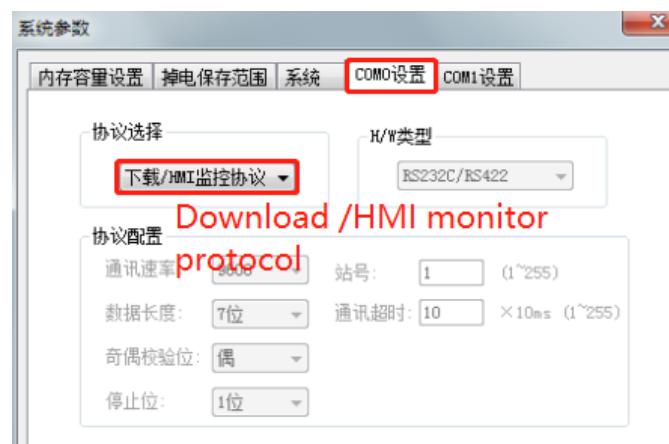 系统参数
内存容量设置 掉电保存范围 系统 COM0设置 COM1设置
协议选择 H/W类型
下载/HMI监控协议 RS232C/RS422
Download /HMI monitor
protocol
协议配置
通讯速率 站号: 1 (1~255)
数据长度: 7位 通讯超时: 10 ×10ms (1~255)
奇偶校验位: 偶
停止位: 1位